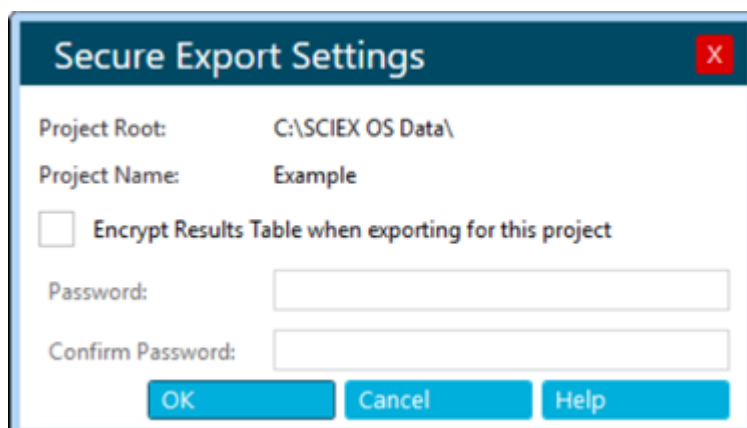 Secure Export Settings
X
Project Root: C:\SCIEX OS Data\
Project Name: Example
Encrypt Results Table when exporting for this project
Password:
Confirm Password:
OK Cancel Help